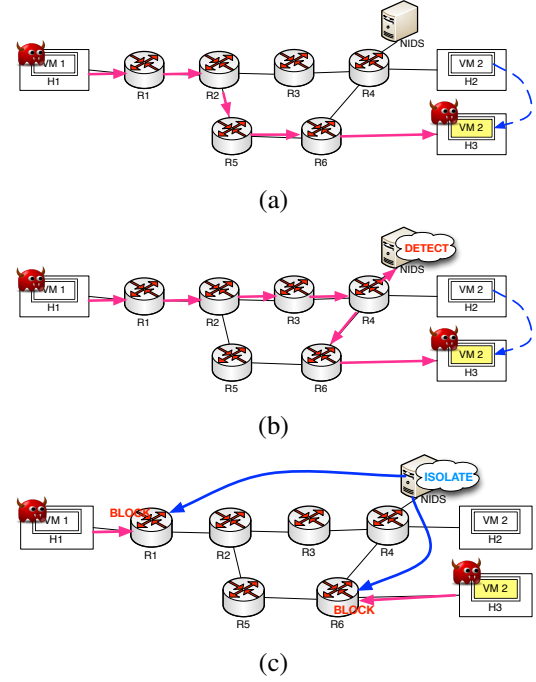 NIDS
VM 1
VM 2
H1
R1
R2
R3
R4
H2
VM 2
R5
R6
H3
(a)
DETECT
NIDS
VM 1
VM 2
H1
R1
R2
R3
R4
H2
VM 2
R5
R6
H3
(b)
ISOLATE
NIDS
BLOCK
VM 1
VM 2
H1
R1
R2
R3
R4
H2
VM 2
BLOCK
R5
R6
H3
(c)